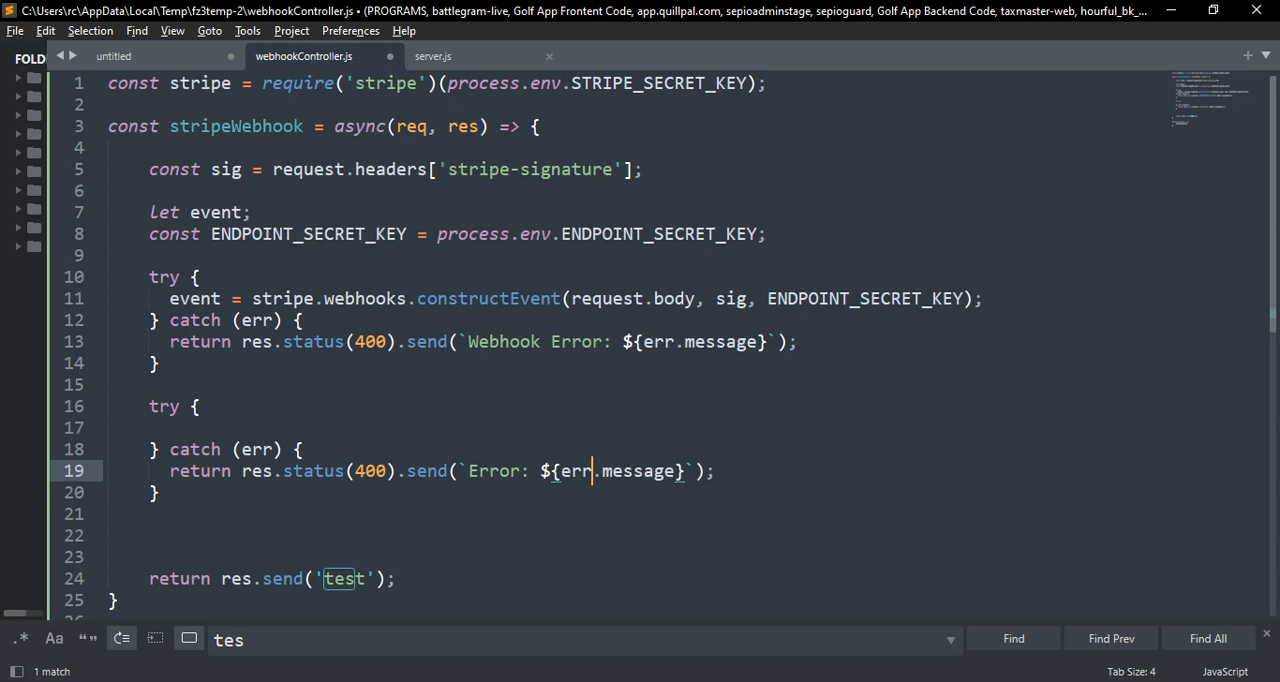 C:\Users\rc\AppData\Local\Temp\fz3temp-2\webhookController.js • (PROGRAMS, battlegram-live, Golf App Frontent Code, app.quillpal.com, sepioadminstage, sepioguard, Golf App Backend Code, taxmaster-web, hourful_bk_...
File Edit Selection Find View Goto Tools Project Preferences Help
FOLD
untitled webhookController.js server.js
1 const stripe = require('stripe')(process.env.STRIPE_SECRET_KEY);
2
3 const stripeWebhook = async(req, res) => {
4
5 const sig = request.headers['stripe-signature'];
6
7 let event;
8 const ENDPOINT_SECRET_KEY = process.env.ENDPOINT_SECRET_KEY;
9
10 try {
11 event = stripe.webhooks.constructEvent(request.body, sig, ENDPOINT_SECRET_KEY);
12 } catch (err) {
13 return res.status(400).send(`Webhook Error: ${err.message}`);
14 }
15
16 try {
17
18 } catch (err) {
19 return res.status(400).send(`Error: ${err.message}`);
20 }
21
22
23
24 return res.send('test');
25 }
.* Aa “” tes Find Find Prev Find All
1 match Tab Size: 4 JavaScript